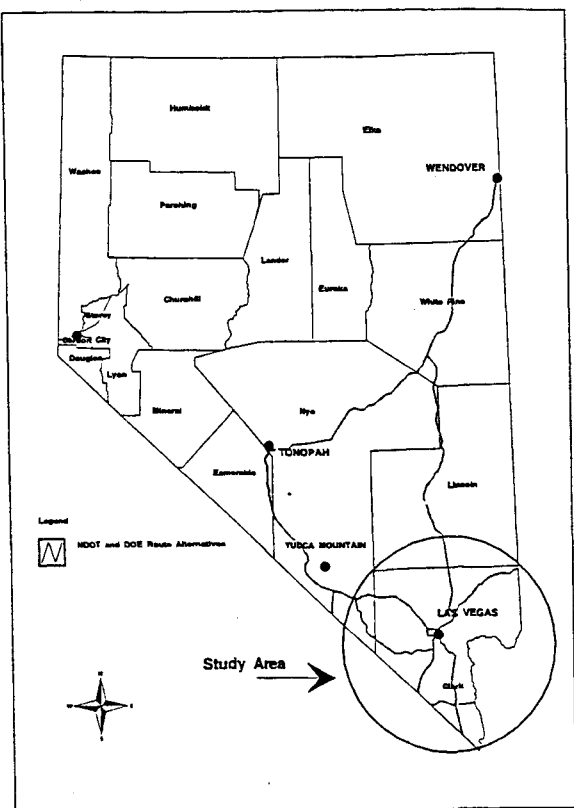 Humboldt
Elko
Washoe
WENDOVER
Pershing
Lander
Eureka
White Pine
Churchill
Storey
Carson City
Douglas
Lyon
Mineral
Nye
TONOPAH
Esmeralda
Lincoln
Legend
NDOT and DOE Route Alternatives
YUCCA MOUNTAIN
LAS VEGAS
Study Area
Clark
N
W
E
S